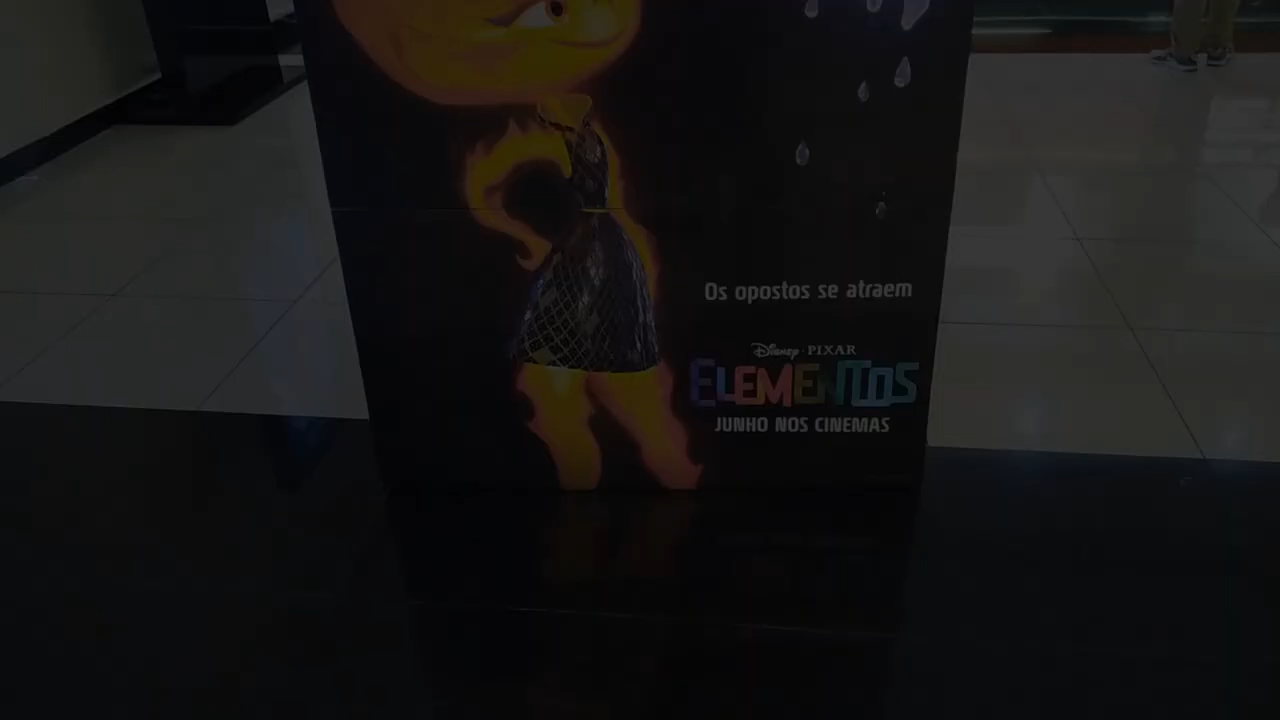 Os opostos se atraem
Disney · PIXAR
ELEMENTOS
JUNHO NOS CINEMAS